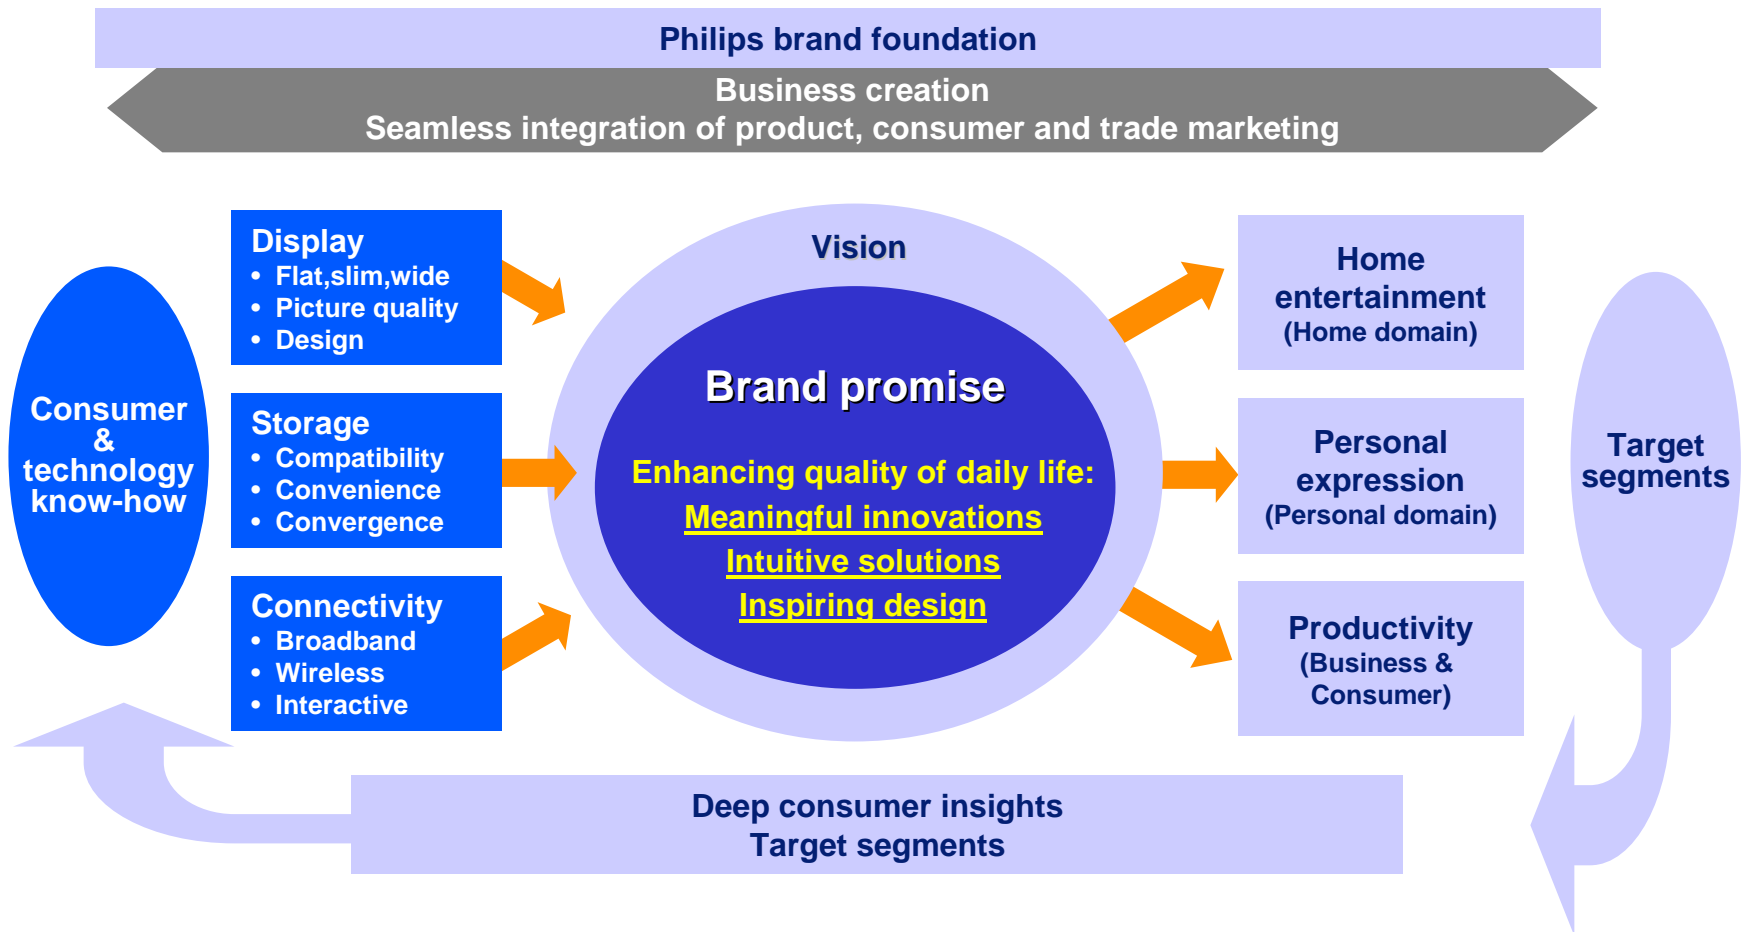 Philips brand foundation
Business creation
Seamless integration of product, consumer and trade marketing
Consumer
&
technology
know-how
Display
• Flat,slim,wide
• Picture quality
• Design
Storage
• Compatibility
• Convenience
• Convergence
Connectivity
• Broadband
• Wireless
• Interactive
Vision
Brand promise
Enhancing quality of daily life:
Meaningful innovations
Intuitive solutions
Inspiring design
Home
entertainment
(Home domain)
Personal
expression
(Personal domain)
Productivity
(Business &
Consumer)
Target
segments
Deep consumer insights
Target segments